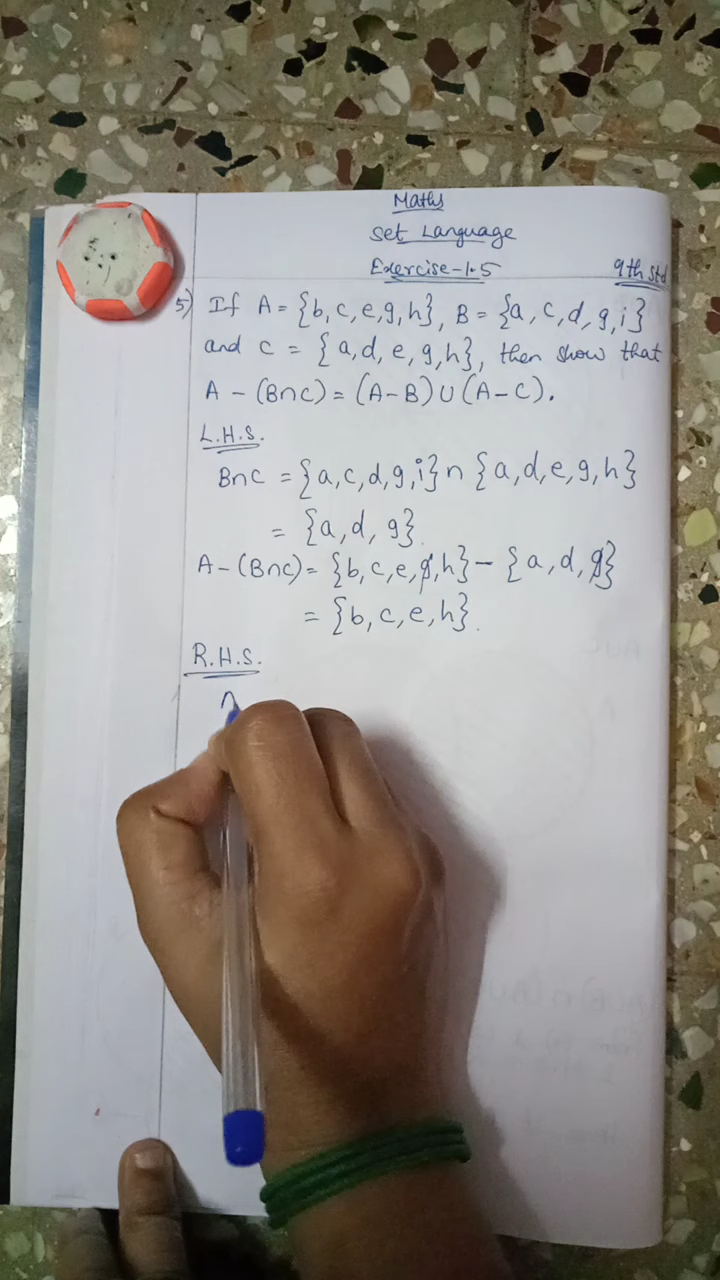 Maths
Set Language
Exercise-1.5
9th std
5) If A = {b, c, e, g, h}, B = {a, c, d, g, i}
and C = {a, d, e, g, h}, then show that
A - (B∩C) = (A-B) ∪ (A-C).
L.H.S.
B∩C = {a, c, d, g, i} ∩ {a, d, e, g, h}
= {a, d, g}
A - (B∩C) = {b, c, e, g, h} - {a, d, g}
= {b, c, e, h}.
R.H.S.